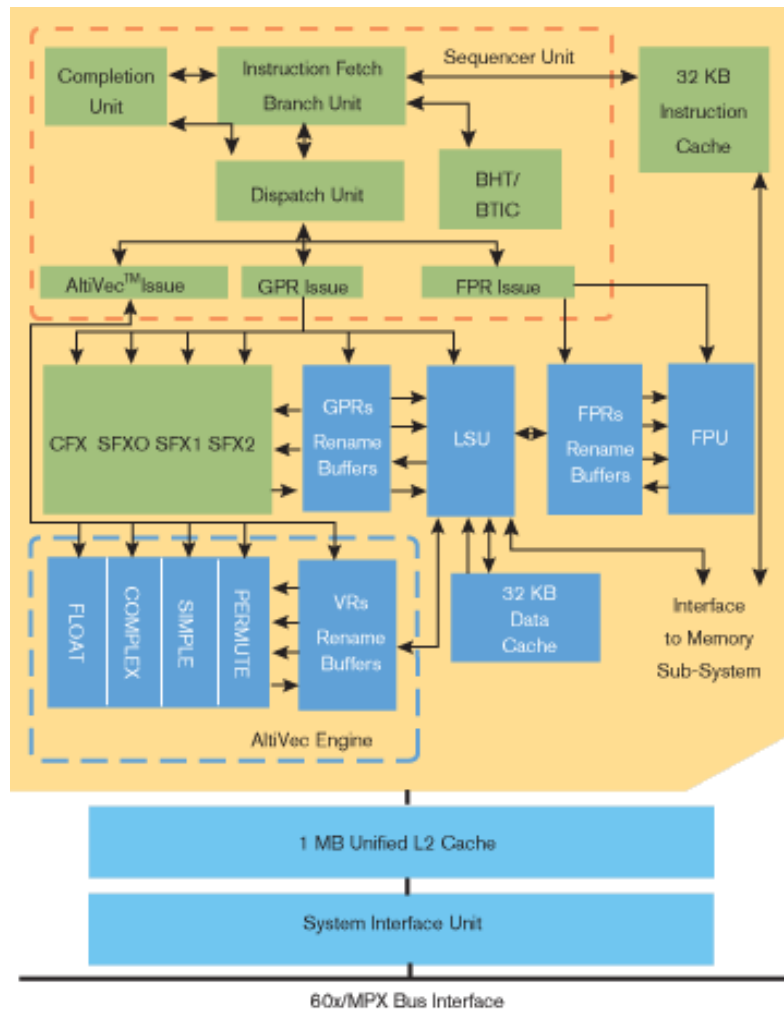 Sequencer Unit
Completion
Unit
Instruction Fetch
Branch Unit
32 KB
Instruction
Cache
Dispatch Unit
BHT/
BTIC
AltiVec™Issue
GPR Issue
FPR Issue
CFX SFXO SFX1 SFX2
GPRs
Rename
Buffers
LSU
FPRs
Rename
Buffers
FPU
FLOAT
COMPLEX
SIMPLE
PERMUTE
VRs
Rename
Buffers
32 KB
Data
Cache
Interface
to Memory
Sub-System
AltiVec Engine
1 MB Unified L2 Cache
System Interface Unit
60x/MPX Bus Interface